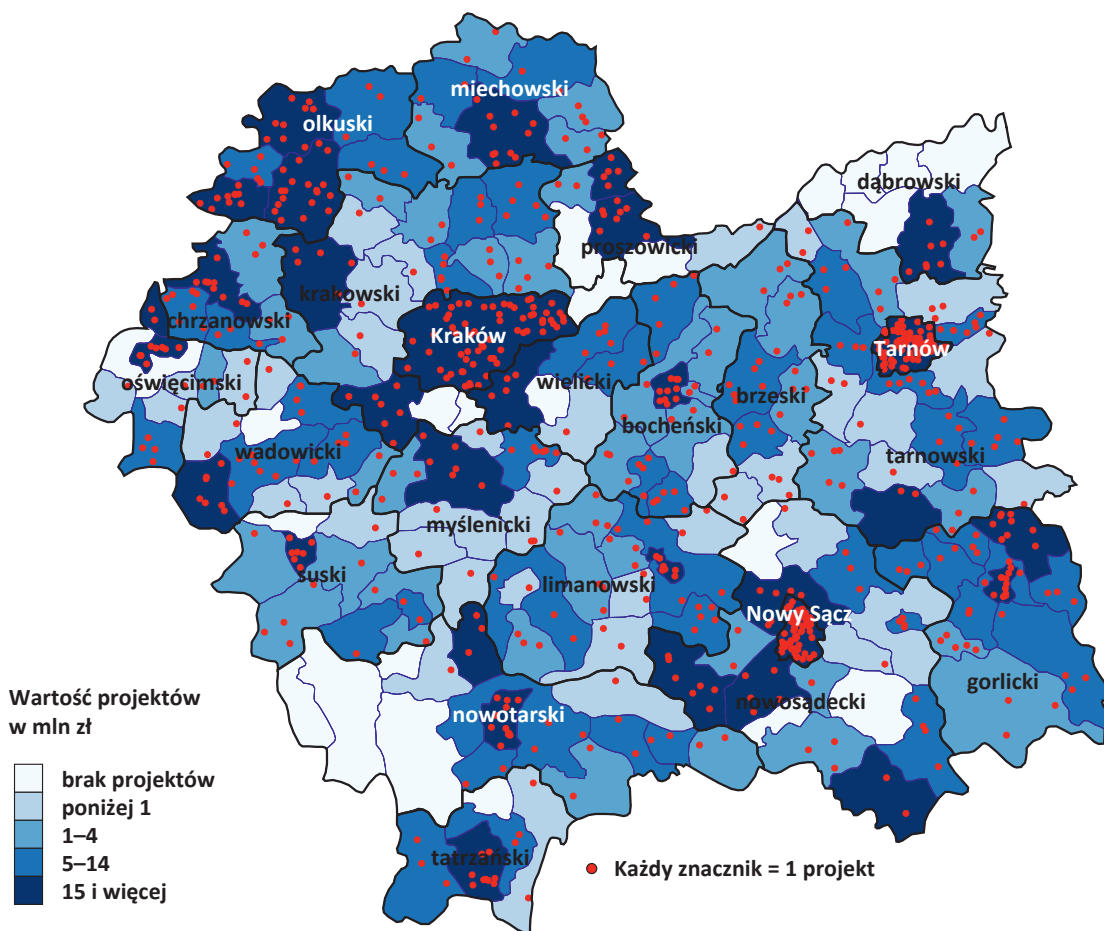 miechowski
olkuski
dąbrowski
proszowicki
krakowski
chrzanowski
Kraków
Tarnów
wielicki
oświęcimski
brzeski
bocheński
wadowicki
tarnowski
myślenicki
suski
limanowski
Nowy Sącz
gorlicki
nowosądecki
nowotarski
tatrzański
Wartość projektów
w mln zł
brak projektów
poniżej 1
1–4
5–14
15 i więcej
Każdy znacznik = 1 projekt